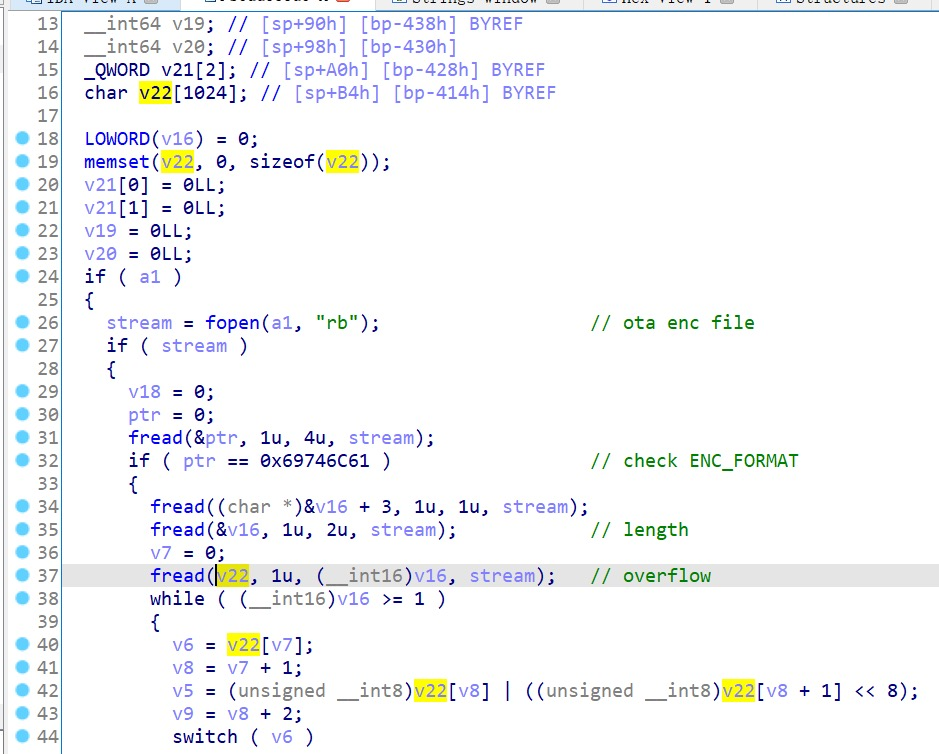 13 __int64 v19; // [sp+90h] [bp-438h] BYREF
14 __int64 v20; // [sp+98h] [bp-430h]
15 _QWORD v21[2]; // [sp+A0h] [bp-428h] BYREF
16 char v22[1024]; // [sp+B4h] [bp-414h] BYREF
17
18 LOWORD(v16) = 0;
19 memset(v22, 0, sizeof(v22));
20 v21[0] = 0LL;
21 v21[1] = 0LL;
22 v19 = 0LL;
23 v20 = 0LL;
24 if ( a1 )
25 {
26 stream = fopen(a1, "rb"); // ota enc file
27 if ( stream )
28 {
29 v18 = 0;
30 ptr = 0;
31 fread(&ptr, 1u, 4u, stream);
32 if ( ptr == 0x69746C61 ) // check ENC_FORMAT
33 {
34 fread((char *)&v16 + 3, 1u, 1u, stream);
35 fread(&v16, 1u, 2u, stream); // length
36 v7 = 0;
37 fread(v22, 1u, (__int16)v16, stream); // overflow
38 while ( (__int16)v16 >= 1 )
39 {
40 v6 = v22[v7];
41 v8 = v7 + 1;
42 v5 = (unsigned __int8)v22[v8] | ((unsigned __int8)v22[v8 + 1] << 8);
43 v9 = v8 + 2;
44 switch ( v6 )